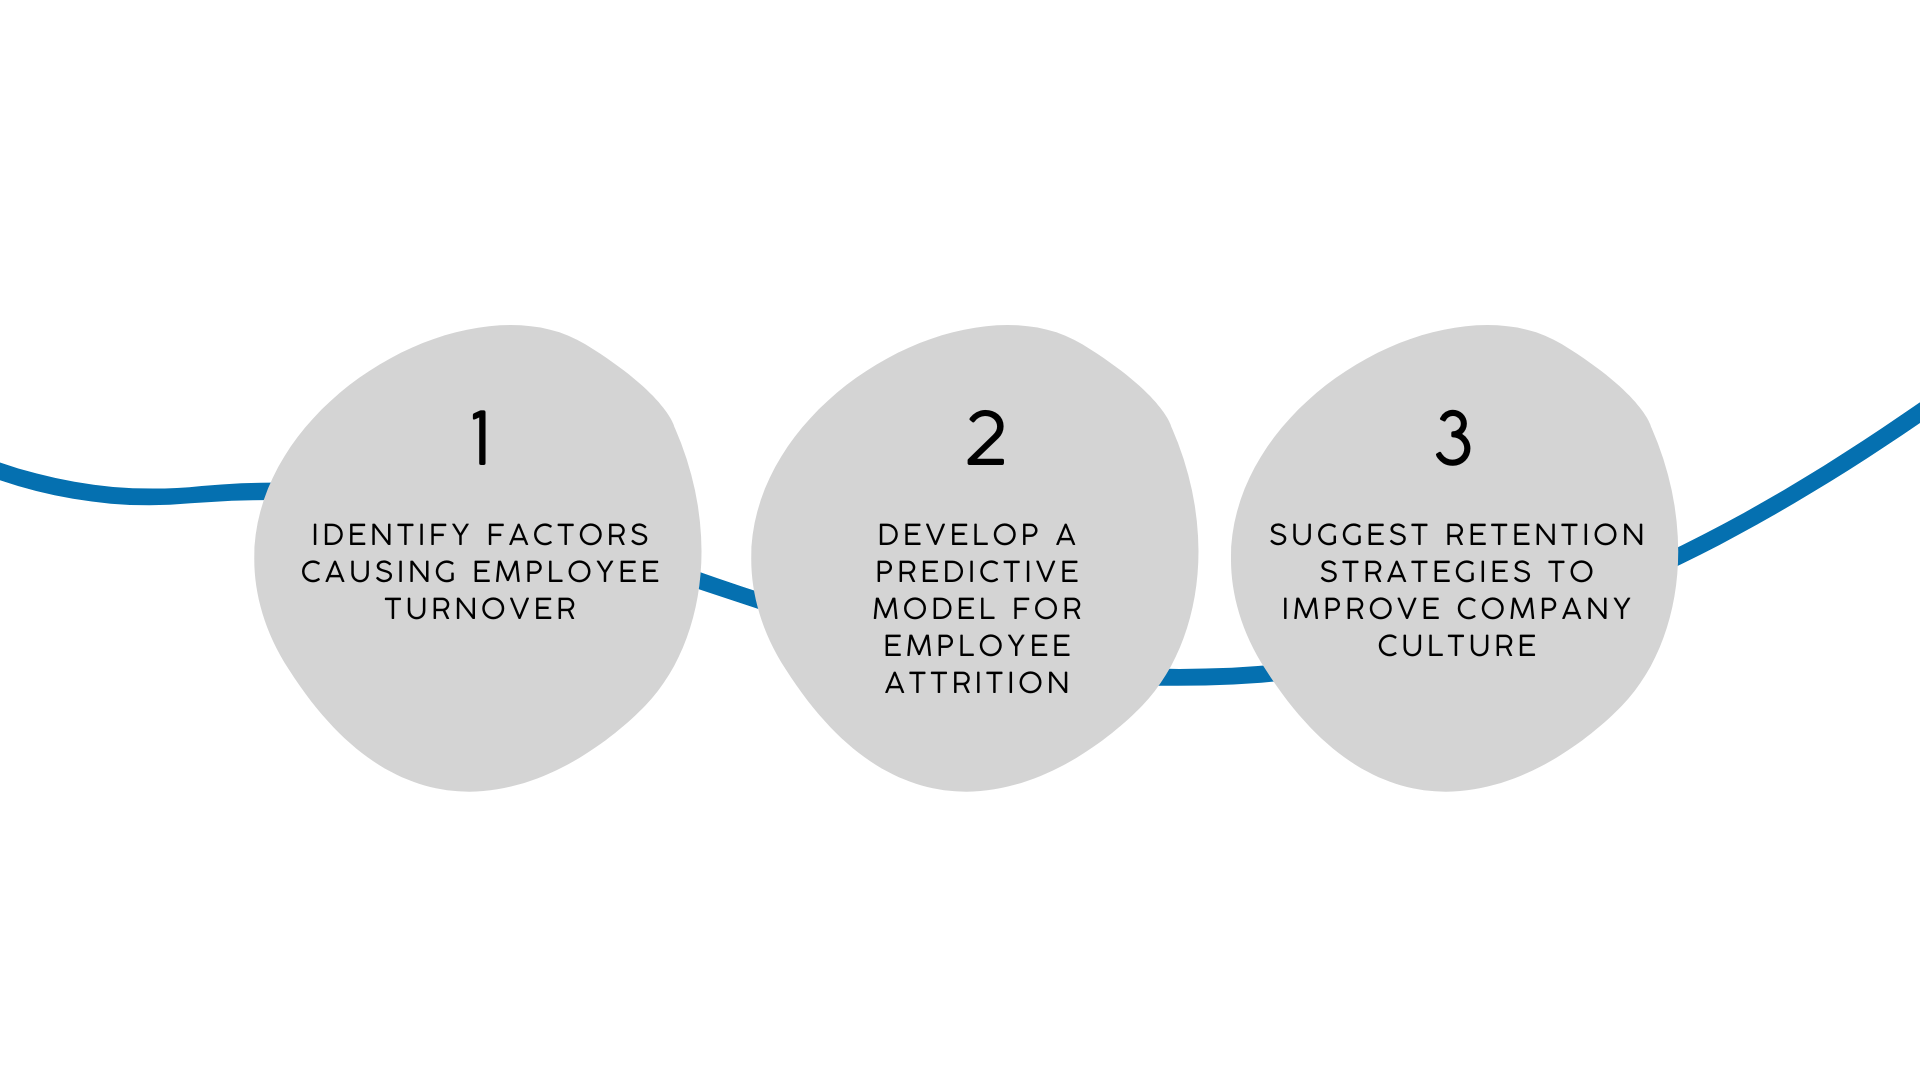 1
IDENTIFY FACTORS
CAUSING EMPLOYEE
TURNOVER
2
DEVELOP A
PREDICTIVE
MODEL FOR
EMPLOYEE
ATTRITION
3
SUGGEST RETENTION
STRATEGIES TO
IMPROVE COMPANY
CULTURE